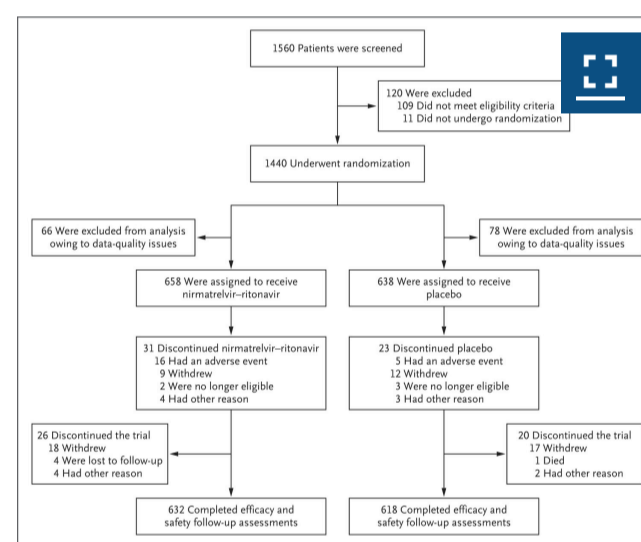 1560 Patients were screened
120 Were excluded
109 Did not meet eligibility criteria
11 Did not undergo randomization
1440 Underwent randomization
66 Were excluded from analysis
owing to data-quality issues
78 Were excluded from analysis
owing to data-quality issues
658 Were assigned to receive
nirmatrelvir–ritonavir
638 Were assigned to receive
placebo
31 Discontinued nirmatrelvir–ritonavir
16 Had an adverse event
9 Withdrew
2 Were no longer eligible
4 Had other reason
23 Discontinued placebo
5 Had an adverse event
12 Withdrew
3 Were no longer eligible
3 Had other reason
26 Discontinued the trial
18 Withdrew
4 Were lost to follow-up
4 Had other reason
20 Discontinued the trial
17 Withdrew
1 Died
2 Had other reason
632 Completed efficacy and
safety follow-up assessments
618 Completed efficacy and
safety follow-up assessments